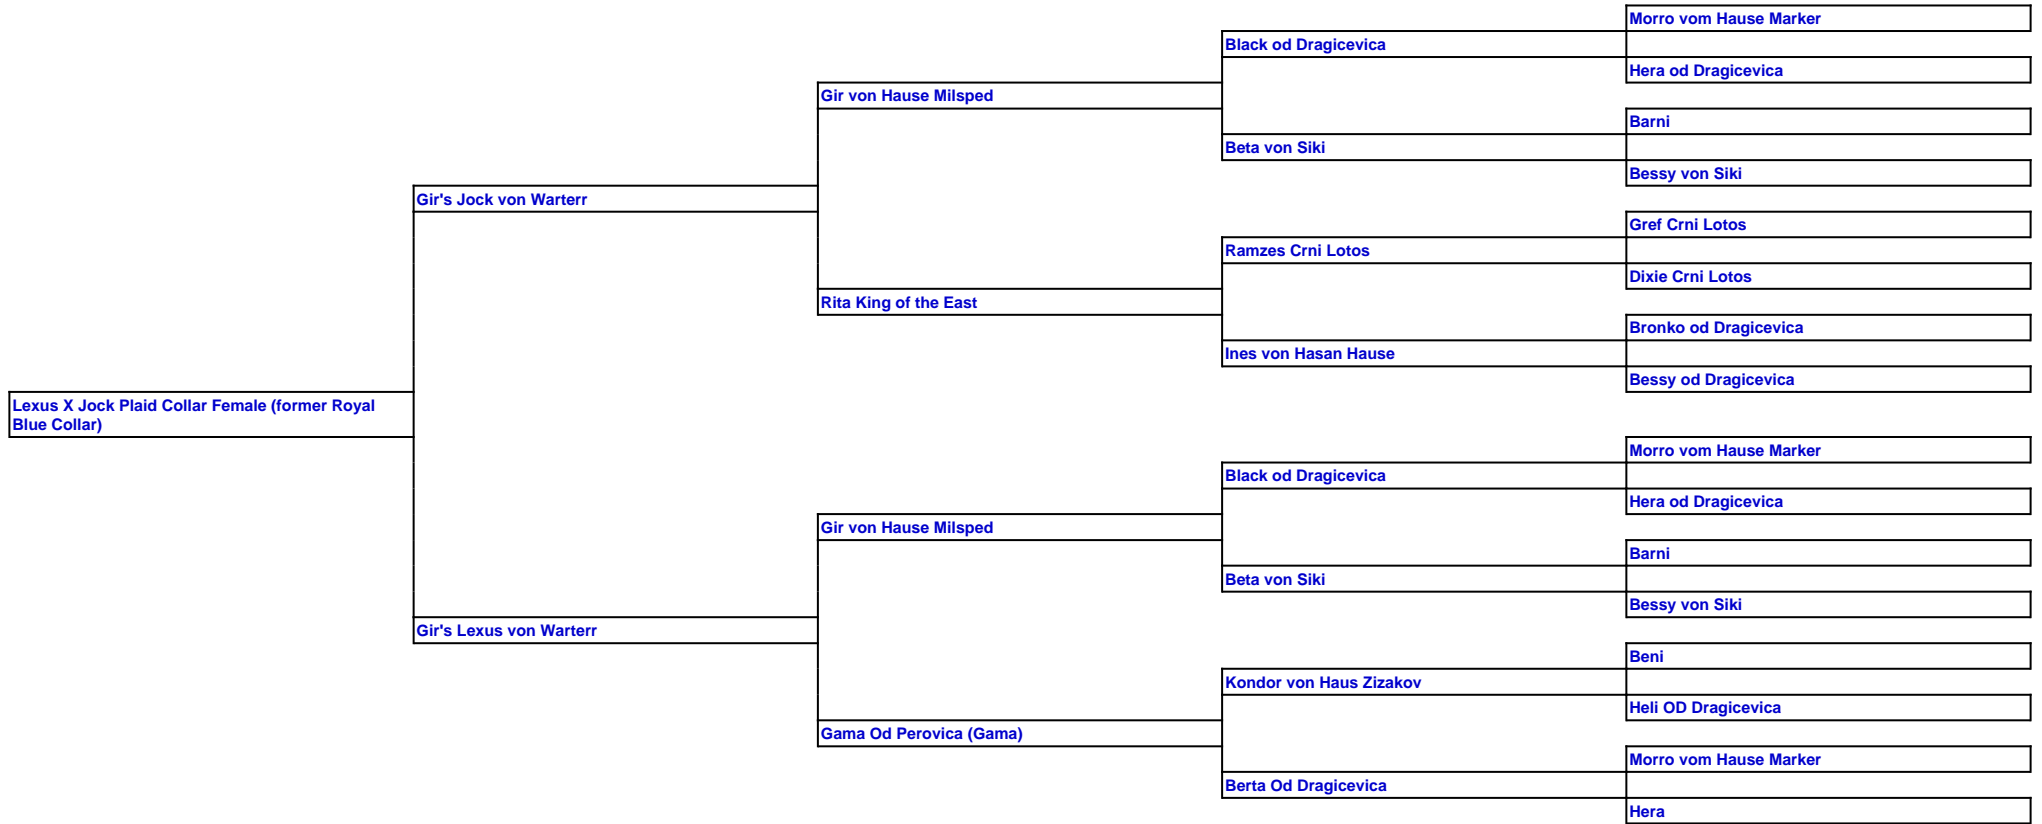 Morro vom Hause Marker
Black od Dragicevica
Hera od Dragicevica
Gir von Hause Milsped
Barni
Beta von Siki
Bessy von Siki
Gir's Jock von Warterr
Gref Crni Lotos
Ramzes Crni Lotos
Dixie Crni Lotos
Rita King of the East
Bronko od Dragicevica
Ines von Hasan Hause
Bessy od Dragicevica
Lexus X Jock Plaid Collar Female (former Royal
Blue Collar)
Morro vom Hause Marker
Black od Dragicevica
Hera od Dragicevica
Gir von Hause Milsped
Barni
Beta von Siki
Bessy von Siki
Gir's Lexus von Warterr
Beni
Kondor von Haus Zizakov
Heli OD Dragicevica
Gama Od Perovica (Gama)
Morro vom Hause Marker
Berta Od Dragicevica
Hera